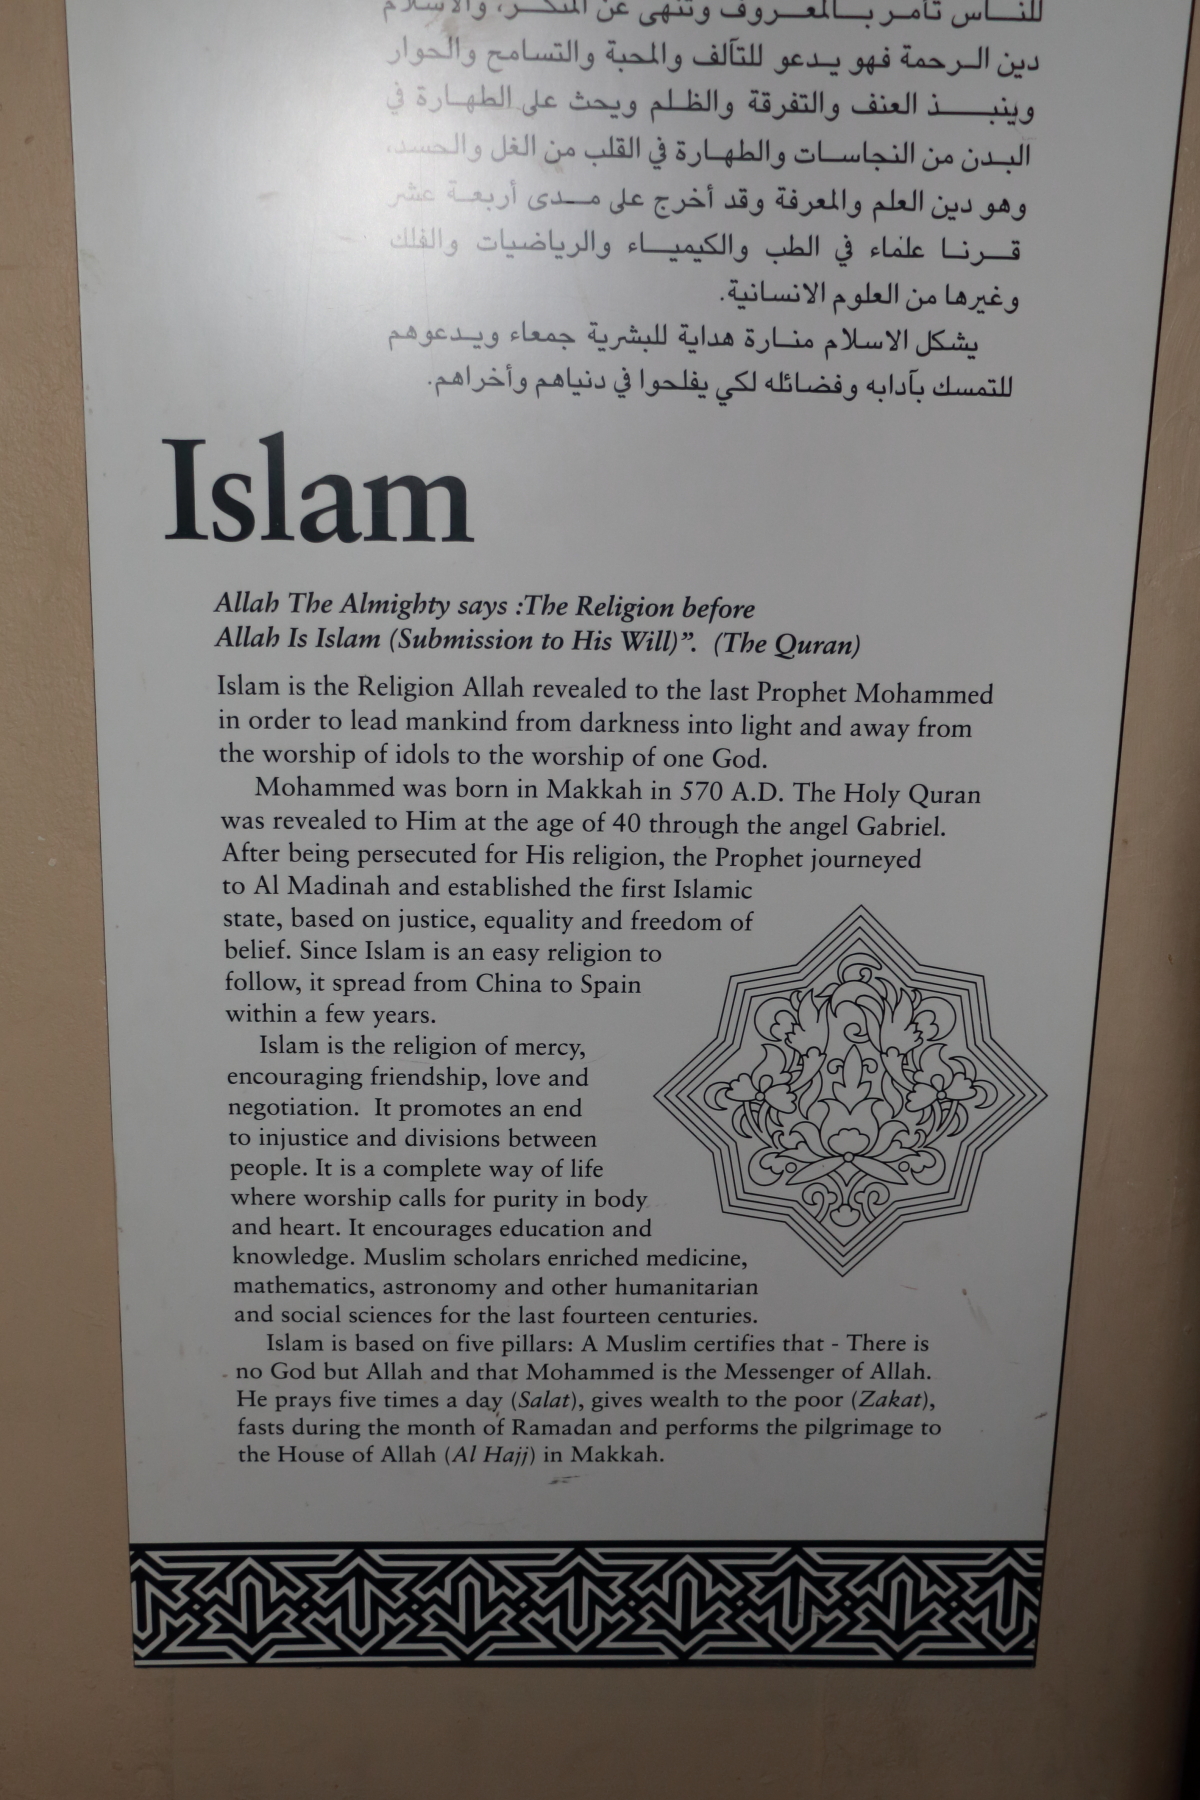 للناس تأمر بالمعروف وتنهى عن المنكر، والاسلام
دين الرحمة فهو يدعو للتآلف والمحبة والتسامح والحوار
وينبذ العنف والتفرقة والظلم ويحث على الطهارة في
البدن من النجاسات والطهارة في القلب من الغل والحسد،
وهو دين العلم والمعرفة وقد أخرج على مدى أربعة عشر
قرنا علماء في الطب والكيمياء والرياضيات والفلك
وغيرها من العلوم الانسانية.
يشكل الاسلام منارة هداية للبشرية جمعاء ويدعوهم
للتمسك بآدابه وفضائله لكي يفلحوا في دنياهم وأخراهم.
Islam
Allah The Almighty says :The Religion before
Allah Is Islam (Submission to His Will)”. (The Quran)
Islam is the Religion Allah revealed to the last Prophet Mohammed
in order to lead mankind from darkness into light and away from
the worship of idols to the worship of one God.
Mohammed was born in Makkah in 570 A.D. The Holy Quran
was revealed to Him at the age of 40 through the angel Gabriel.
After being persecuted for His religion, the Prophet journeyed
to Al Madinah and established the first Islamic
state, based on justice, equality and freedom of
belief. Since Islam is an easy religion to
follow, it spread from China to Spain
within a few years.
Islam is the religion of mercy,
encouraging friendship, love and
negotiation. It promotes an end
to injustice and divisions between
people. It is a complete way of life
where worship calls for purity in body
and heart. It encourages education and
knowledge. Muslim scholars enriched medicine,
mathematics, astronomy and other humanitarian
and social sciences for the last fourteen centuries.
Islam is based on five pillars: A Muslim certifies that - There is
no God but Allah and that Mohammed is the Messenger of Allah.
He prays five times a day (Salat), gives wealth to the poor (Zakat),
fasts during the month of Ramadan and performs the pilgrimage to
the House of Allah (Al Hajj) in Makkah.